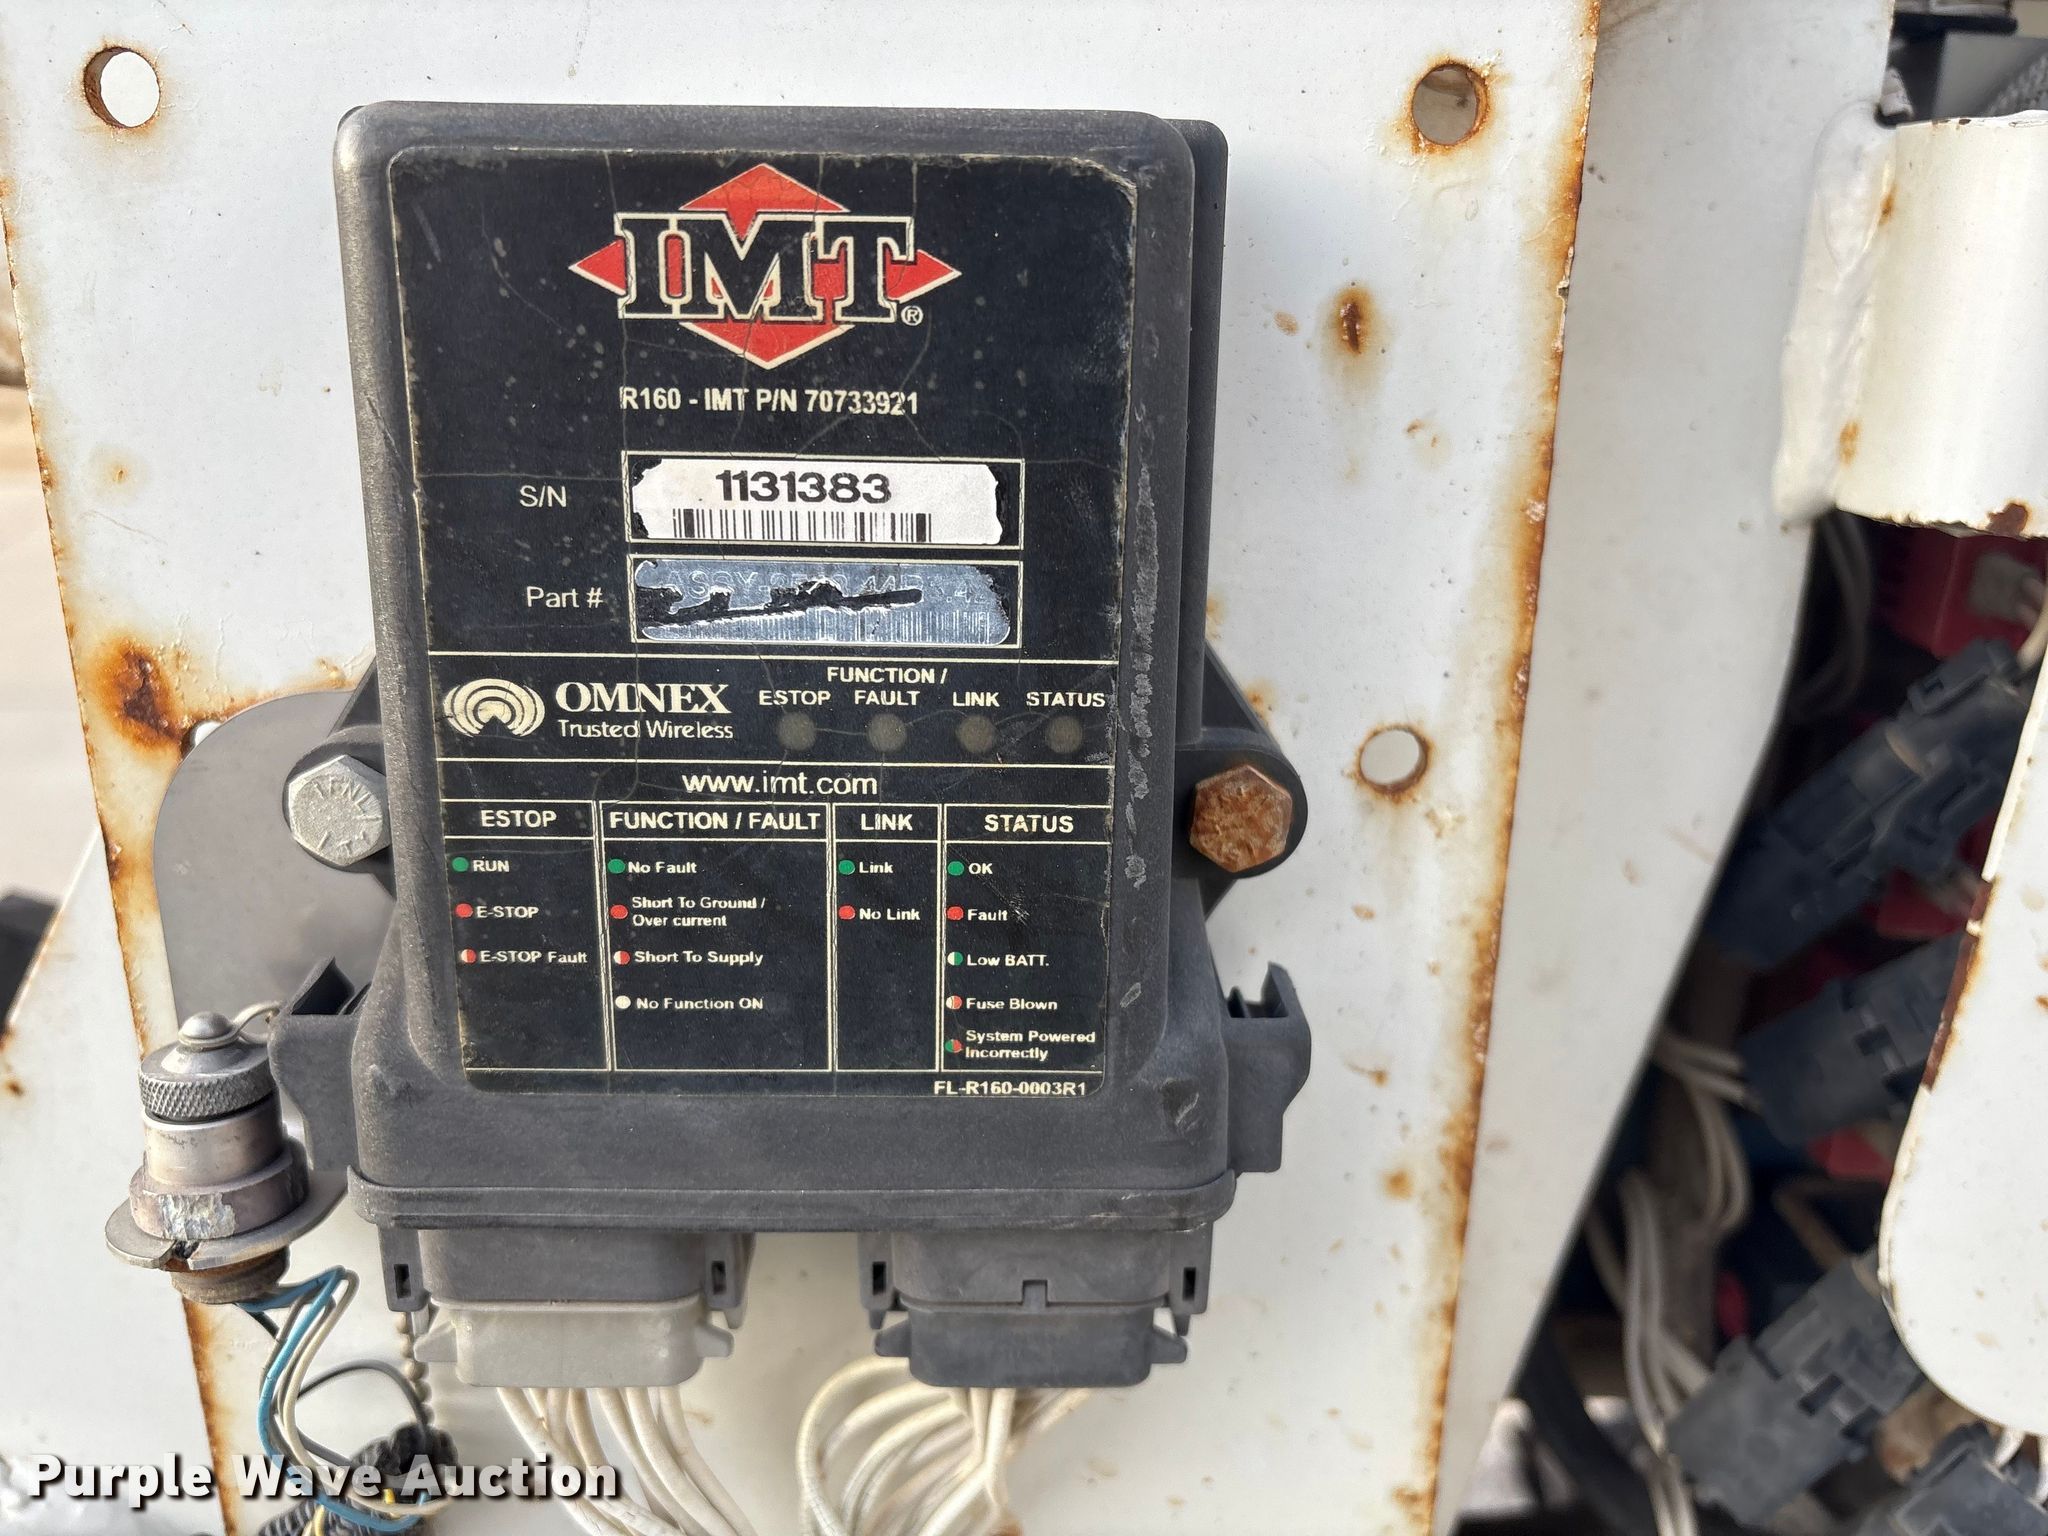 IMT®
R160 - IMT P/N 70733921
S/N
1131383
Part #
OMNEX
Trusted Wireless
FUNCTION /
ESTOP FAULT LINK STATUS
www.imt.com
ESTOP FUNCTION / FAULT LINK STATUS
RUN No Fault Link OK
E-STOP Short To Ground / Over current No Link Fault
E-STOP Fault Short To Supply Low BATT.
No Function ON Fuse Blown
System Powered
Incorrectly
FL-R160-0003R1
Purple Wave Auction